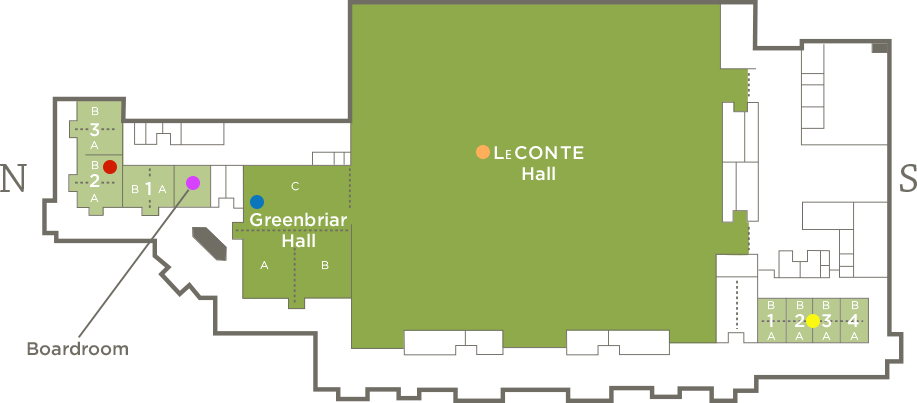 B
3
A
B
2
A
B 1 A
N
C
Greenbriar
Hall
A
B
LeCONTE
Hall
S
B B B B
1 2 3 4
A A A A
Boardroom